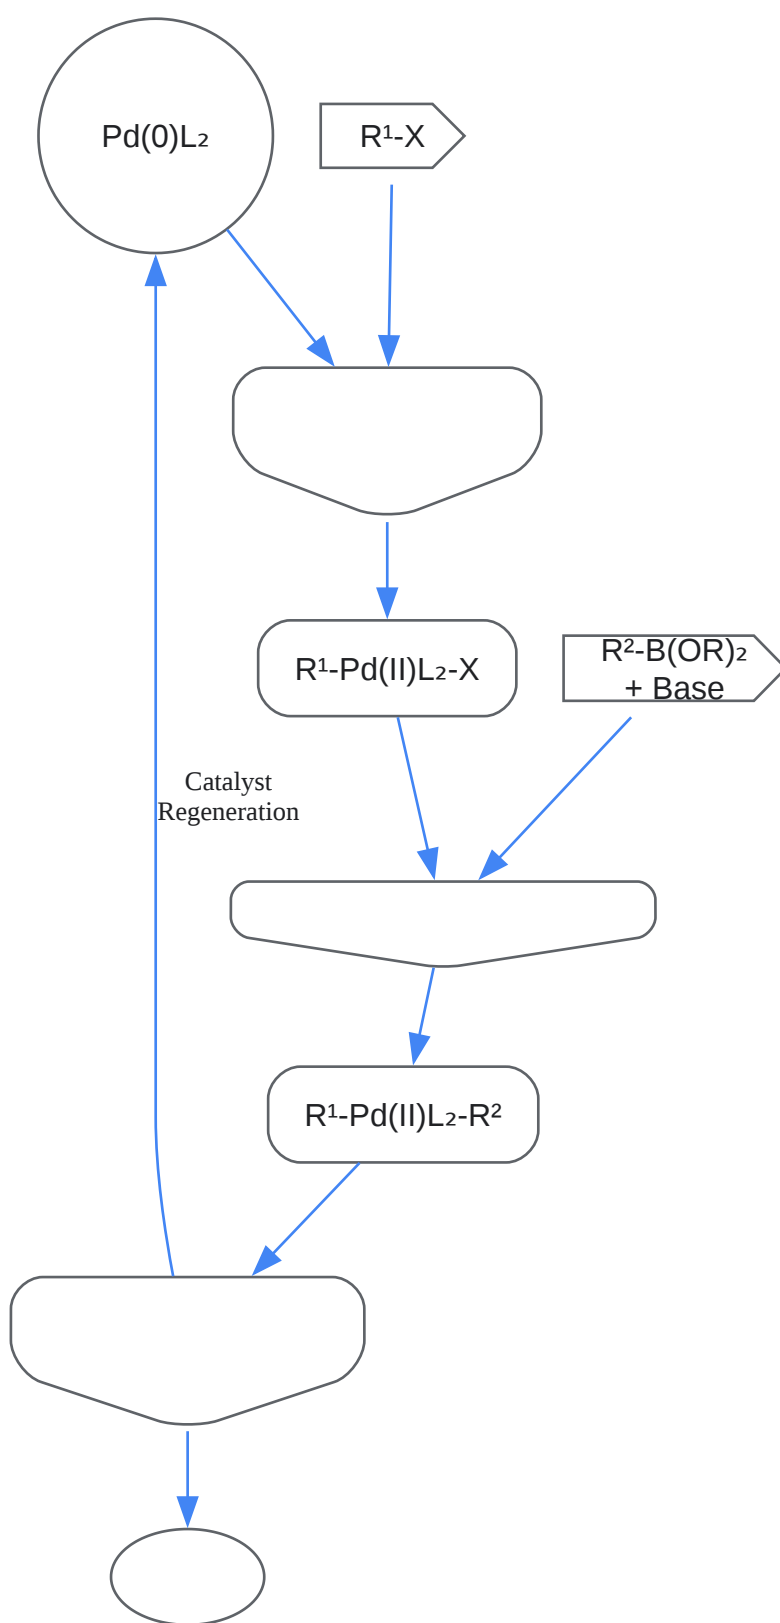 Pd(0)L₂
R¹-X
R¹-Pd(II)L₂-X
R²-B(OR)₂
+ Base
Catalyst
Regeneration
R¹-Pd(II)L₂-R²